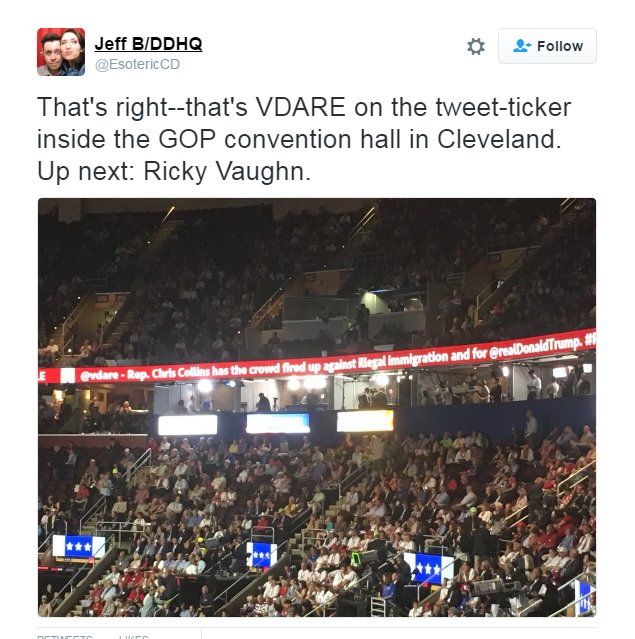 Jeff B/DDHQ
@EsotericCD
Follow
That's right--that's VDARE on the tweet-ticker
inside the GOP convention hall in Cleveland.
Up next: Ricky Vaughn.
E @vdare - Rep. Chris Collins has the crowd fired up against illegal immigration and for @realDonaldTrump. #
RETWEETS LIKES